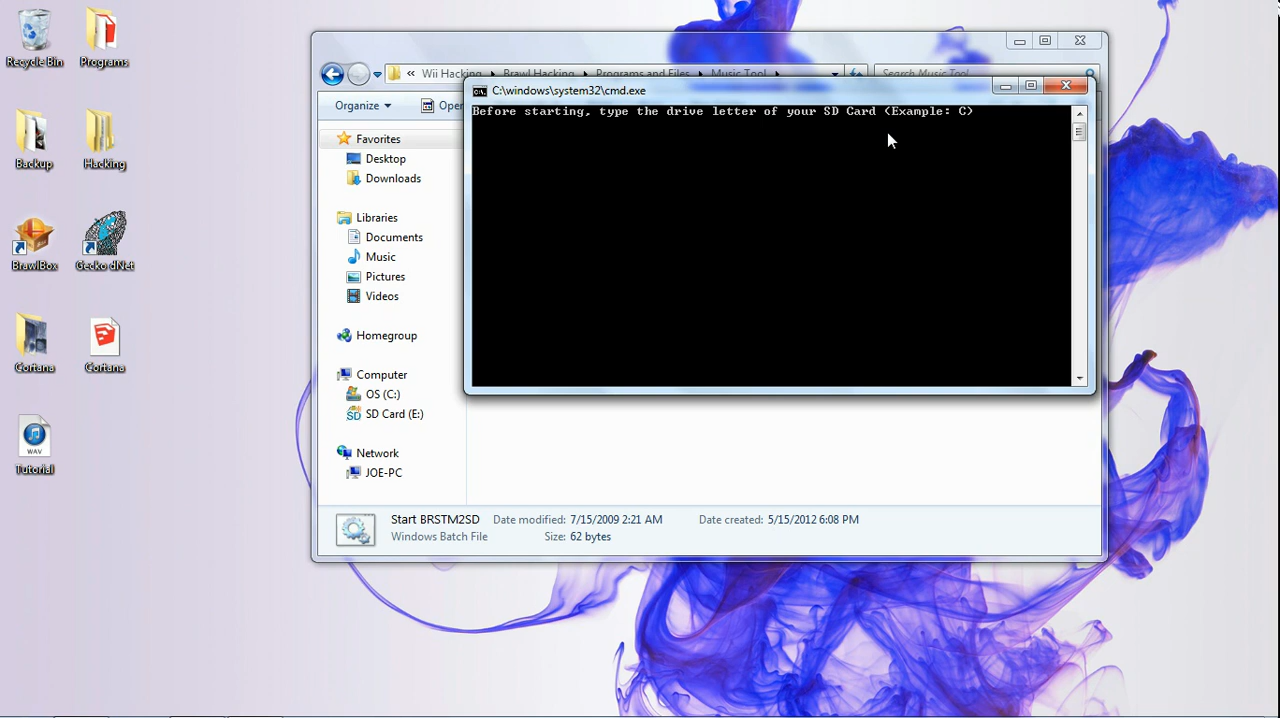 Recycle Bin
Programs
Backup
Hacking
BrawlBox
Gecko dNet
Cortana
Cortana
WAV
Tutorial
« Wii Hacking Brawl Hacking Programs and Files Music Tool
Search Music Tool
Organize
Open
Favorites
Desktop
Downloads
Libraries
Documents
Music
Pictures
Videos
Homegroup
Computer
OS (C:)
SD Card (E:)
Network
JOE-PC
C:\windows\system32\cmd.exe
Before starting, type the drive letter of your SD Card (Example: C)
Start BRSTM2SD Date modified: 7/15/2009 2:21 AM Date created: 5/15/2012 6:08 PM
Windows Batch File Size: 62 bytes